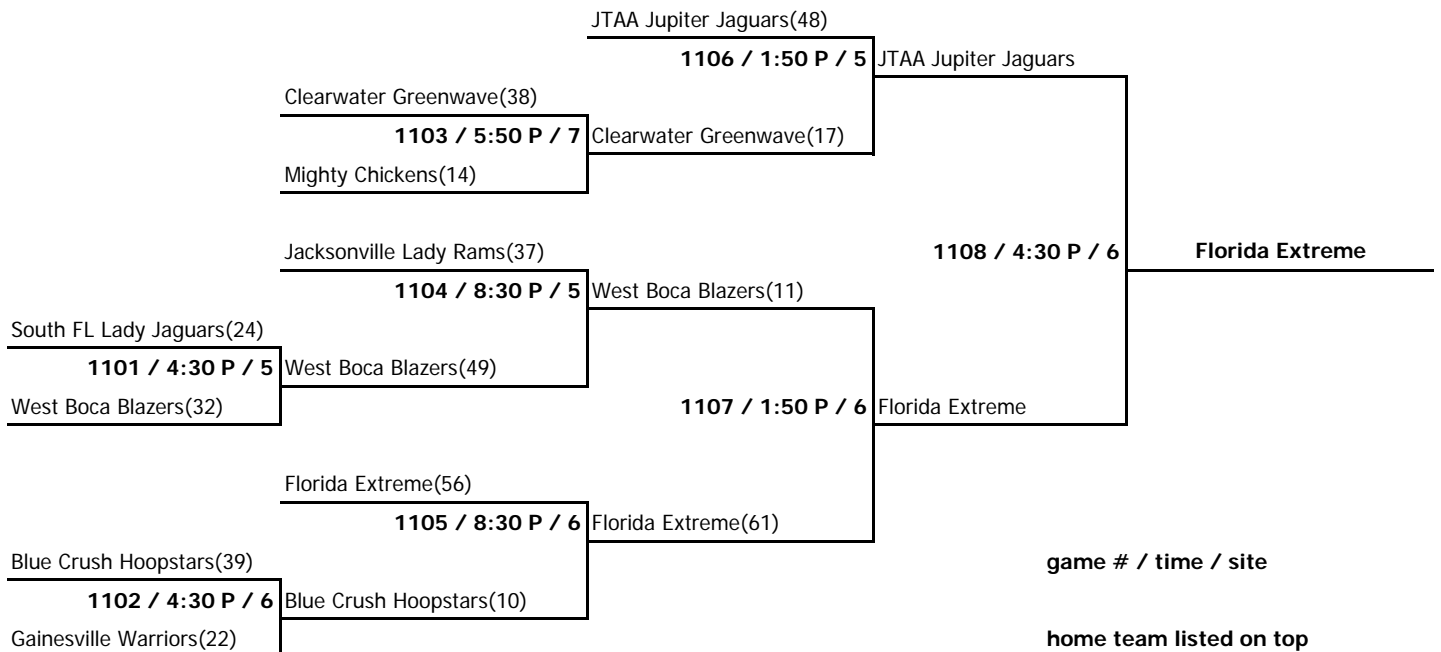 JTAA Jupiter Jaguars(48)
1106 / 1:50 P / 5 JTAA Jupiter Jaguars
Clearwater Greenwave(38)
1103 / 5:50 P / 7 Clearwater Greenwave(17)
Mighty Chickens(14)
Jacksonville Lady Rams(37) 1108 / 4:30 P / 6 Florida Extreme
1104 / 8:30 P / 5 West Boca Blazers(11)
South FL Lady Jaguars(24)
1101 / 4:30 P / 5 West Boca Blazers(49)
West Boca Blazers(32) 1107 / 1:50 P / 6 Florida Extreme
Florida Extreme(56)
1105 / 8:30 P / 6 Florida Extreme(61)
Blue Crush Hoopstars(39) game # / time / site
1102 / 4:30 P / 6 Blue Crush Hoopstars(10)
Gainesville Warriors(22) home team listed on top